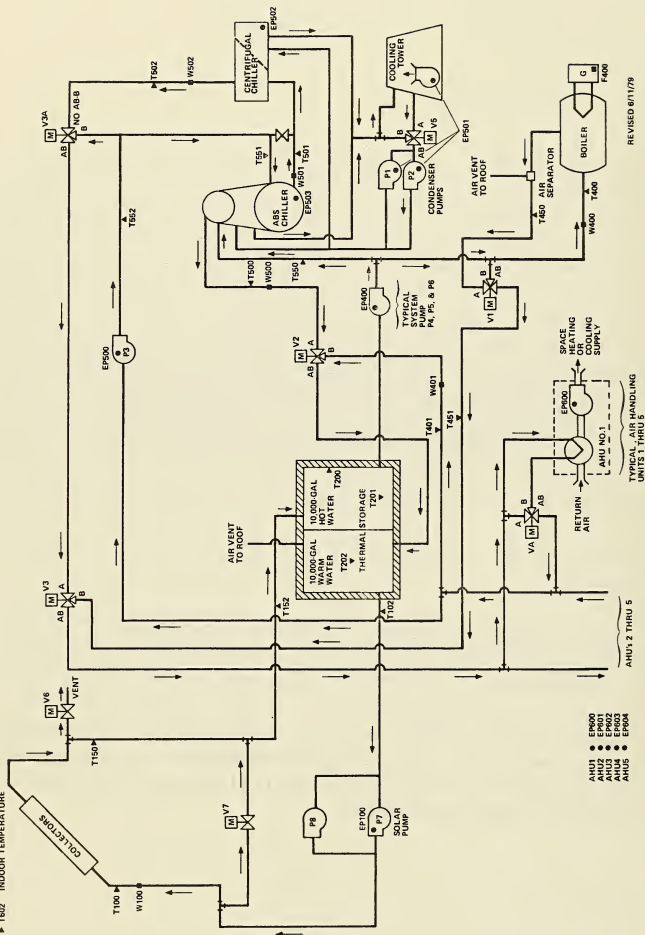 ▲ T602 INDOOR TEMPERATURE
COLLECTORS
T100
W100
T150
M V6
VENT
M V7
P8
EP100
P7
SOLAR
PUMP
M V3
AB
A
B
EP500
P3
T552
V3A
M
AB
NO AB-B
B
T502
W502
CENTRIFUGAL
CHILLER
EP502
T551
T501
W501
ABS
CHILLER
EP503
COOLING
TOWER
B
A
AB
M V5
EP501
P1
P2
CONDENSER
PUMPS
T500
W500
T550
M V2
AB
A
B
EP400
TYPICAL
SYSTEM
PUMP
P4, P5, & P6
AIR VENT
TO ROOF
10,000-GAL
WARM
WATER
10,000-GAL
HOT
WATER
T200
T202
T201
THERMAL STORAGE
T152
T102
T401
W401
T451
AIR VENT
TO ROOF
AIR
SEPARATOR
T450
A
B
AB
V1 M
W400
T400
BOILER
G
F400
RETURN
AIR
VA M
A
B
AB
EP600
AHU NO.1
SPACE
HEATING
OR
COOLING
SUPPLY
TYPICAL, AIR HANDLING
UNITS 1 THRU 5
AHU's 2 THRU 5
AHU1 ● EP600
AHU2 ● EP601
AHU3 ● EP602
AHU4 ● EP603
AHU5 ● EP604
REVISED 6/11/79